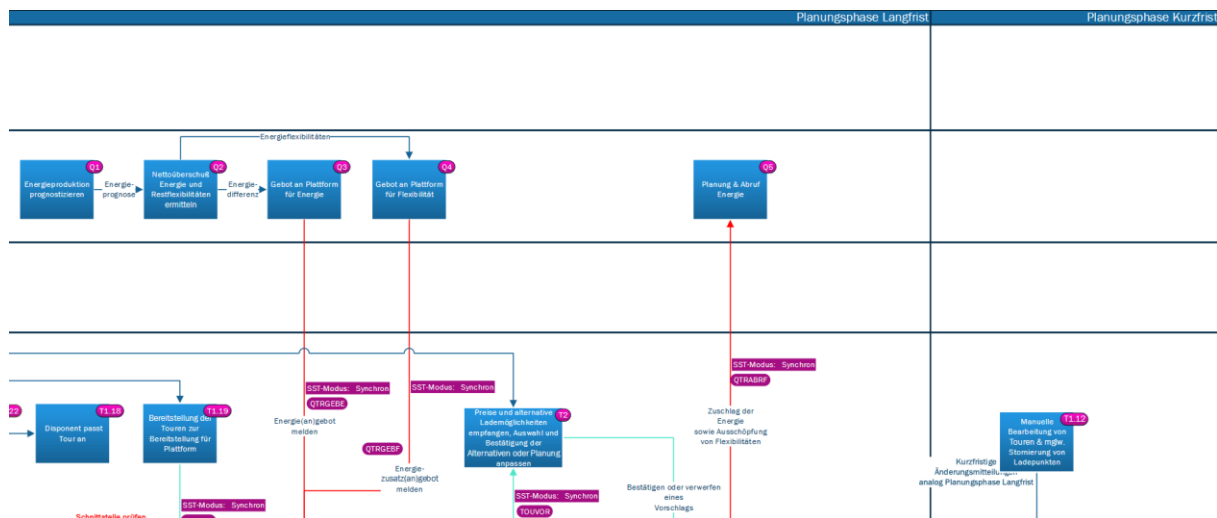 Planungsphase Langfrist
Planungsphase Kurzfrist
Energieflexibilitäten
Q1
Energieproduktion
prognostizieren
Energie-
prognose
Q2
Nettoüberschuß
Energie und
Restflexibilitäten
ermitteln
Energie-
differenz
Q3
Gebot an Plattform
für Energie
Q4
Gebot an Plattform
für Flexibilität
Q5
Planung & Abruf
Energie
SST-Modus: Synchron
QTRGEBE
Energie(an)gebot
melden
SST-Modus: Synchron
QTRGEBF
Energie-
zusatz(an)gebot
melden
SST-Modus: Synchron
QTRABRF
Zuschlag der
Energie
sowie Ausschöpfung
von Flexibilitäten
22
T1.18
Disponent passt
Tour an
T1.19
Bereitstellung der
Touren zur
Bereitstellung für
Plattform
T2
Preise und alternative
Lademöglichkeiten
empfangen, Auswahl und
Bestätigung der
Alternativen oder Planung
anpassen
T1.12
Manuelle
Bearbeitung von
Touren & mglw.
Stornierung von
Ladepunkten
Kurzfristige
Änderungsmitteilungen
analog Planungsphase Langfrist
Bestätigen oder verwerfen
eines
Vorschlags
SST-Modus: Synchron
SST-Modus: Synchron
TOUVOR
Schnittstelle prüfen